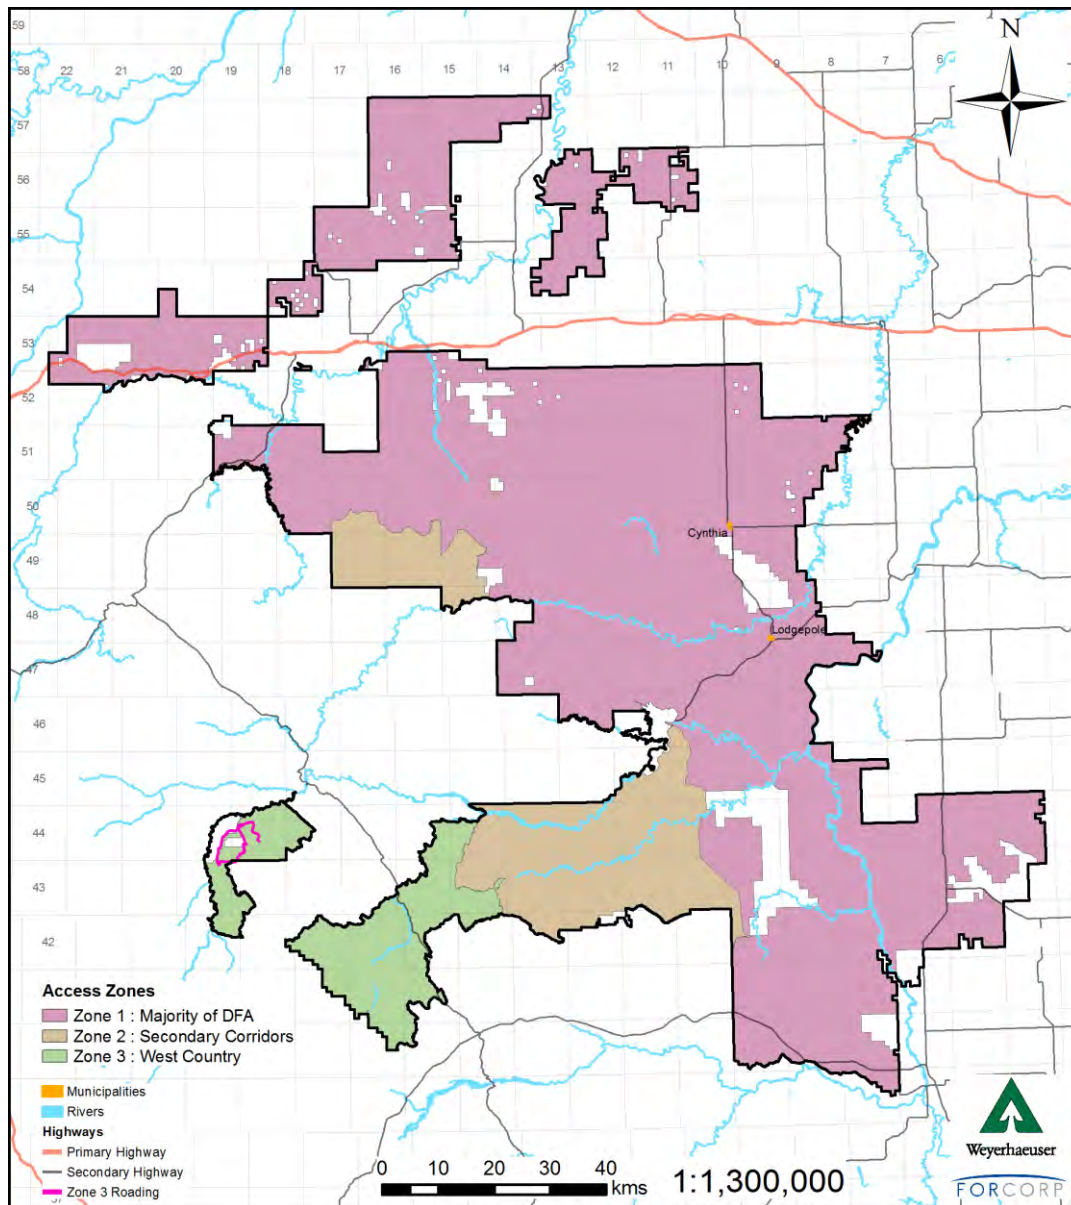 N
59
58
22
21
20
19
18
17
16
15
14
13
12
11
10
9
8
7
6
57
56
55
54
53
52
51
50
49
48
47
46
45
44
43
42
Cynthia
Lodgepole
Access Zones
Zone 1 : Majority of DFA
Zone 2 : Secondary Corridors
Zone 3 : West Country
Municipalities
Rivers
Highways
Primary Highway
Secondary Highway
Zone 3 Roading
0 10 20 30 40
kms
1:1,300,000
Weyerhaeuser
FORCORP